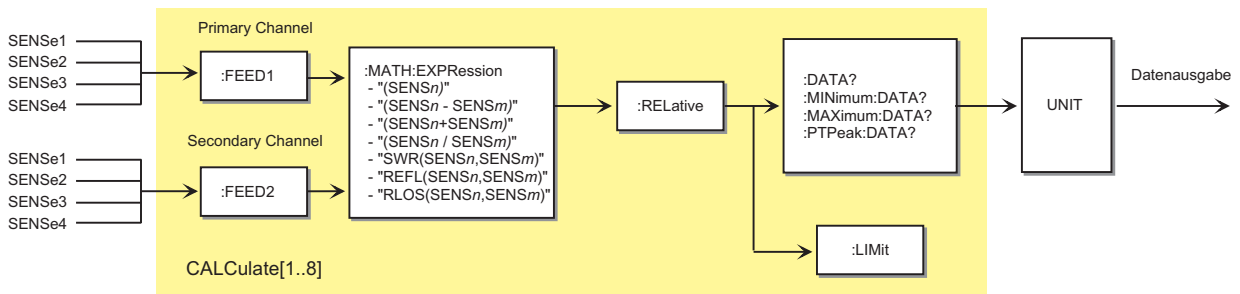 Primary Channel
SENSe1
SENSe2
SENSe3
SENSe4
:FEED1
Secondary Channel
SENSe1
SENSe2
SENSe3
SENSe4
:FEED2
:MATH:EXPRession
- "(SENSn)"
- "(SENSn - SENSm)"
- "(SENSn+SENSm)"
- "(SENSn / SENSm)"
- "SWR(SENSn,SENSm)"
- "REFL(SENSn,SENSm)"
- "RLOS(SENSn,SENSm)"
:RELative
:DATA?
:MINimum:DATA?
:MAXimum:DATA?
:PTPeak:DATA?
:LIMit
UNIT
Datenausgabe
CALCulate[1..8]